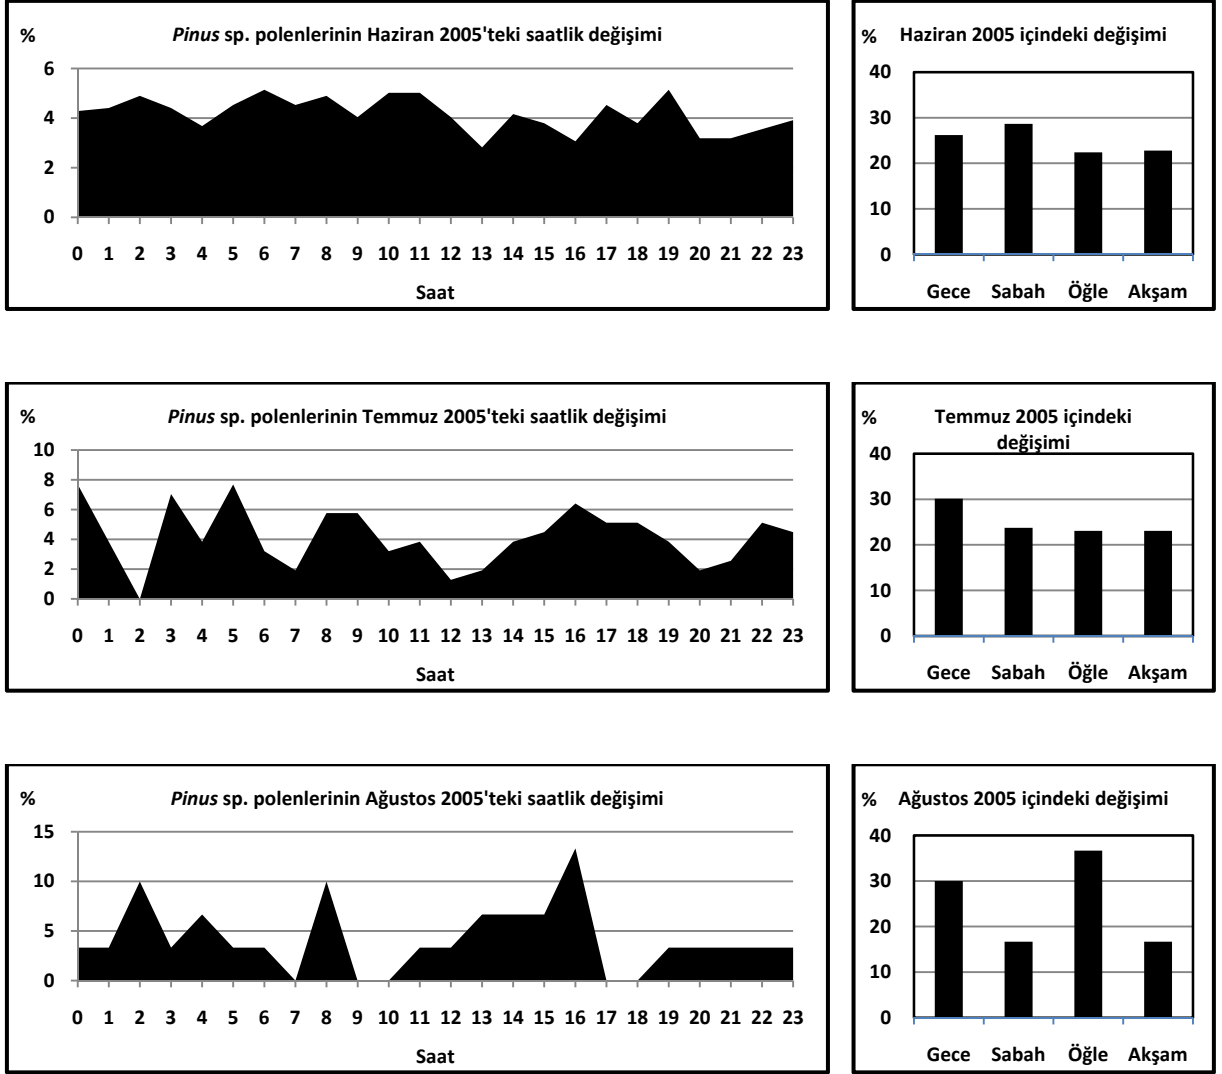 % Pinus sp. polenlerinin Haziran 2005'teki saatlik değişimi
6
4
2
0
0 1 2 3 4 5 6 7 8 9 10 11 12 13 14 15 16 17 18 19 20 21 22 23
Saat
% Haziran 2005 içindeki değişimi
40
30
20
10
0
Gece Sabah Öğle Akşam
% Pinus sp. polenlerinin Temmuz 2005'teki saatlik değişimi
10
8
6
4
2
0
0 1 2 3 4 5 6 7 8 9 10 11 12 13 14 15 16 17 18 19 20 21 22 23
Saat
% Temmuz 2005 içindeki
değişimi
40
30
20
10
0
Gece Sabah Öğle Akşam
% Pinus sp. polenlerinin Ağustos 2005'teki saatlik değişimi
15
10
5
0
0 1 2 3 4 5 6 7 8 9 10 11 12 13 14 15 16 17 18 19 20 21 22 23
Saat
% Ağustos 2005 içindeki değişimi
40
30
20
10
0
Gece Sabah Öğle Akşam